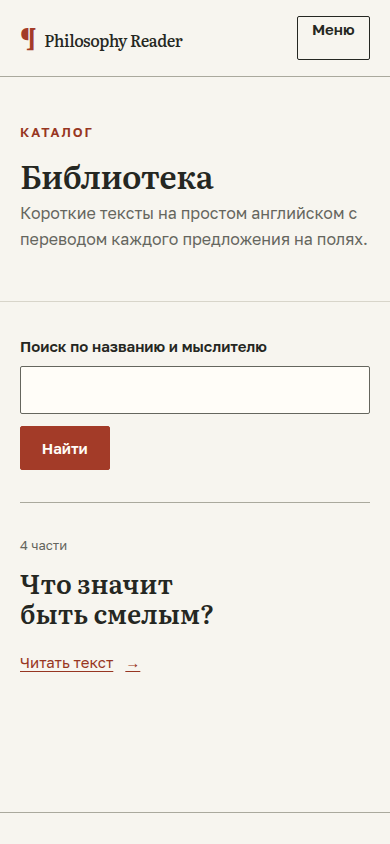 ¶ Philosophy Reader
Меню
КАТАЛОГ
Библиотека
Короткие тексты на простом английском с
переводом каждого предложения на полях.
Поиск по названию и мыслителю
Найти
4 части
Что значит
быть смелым?
Читать текст →